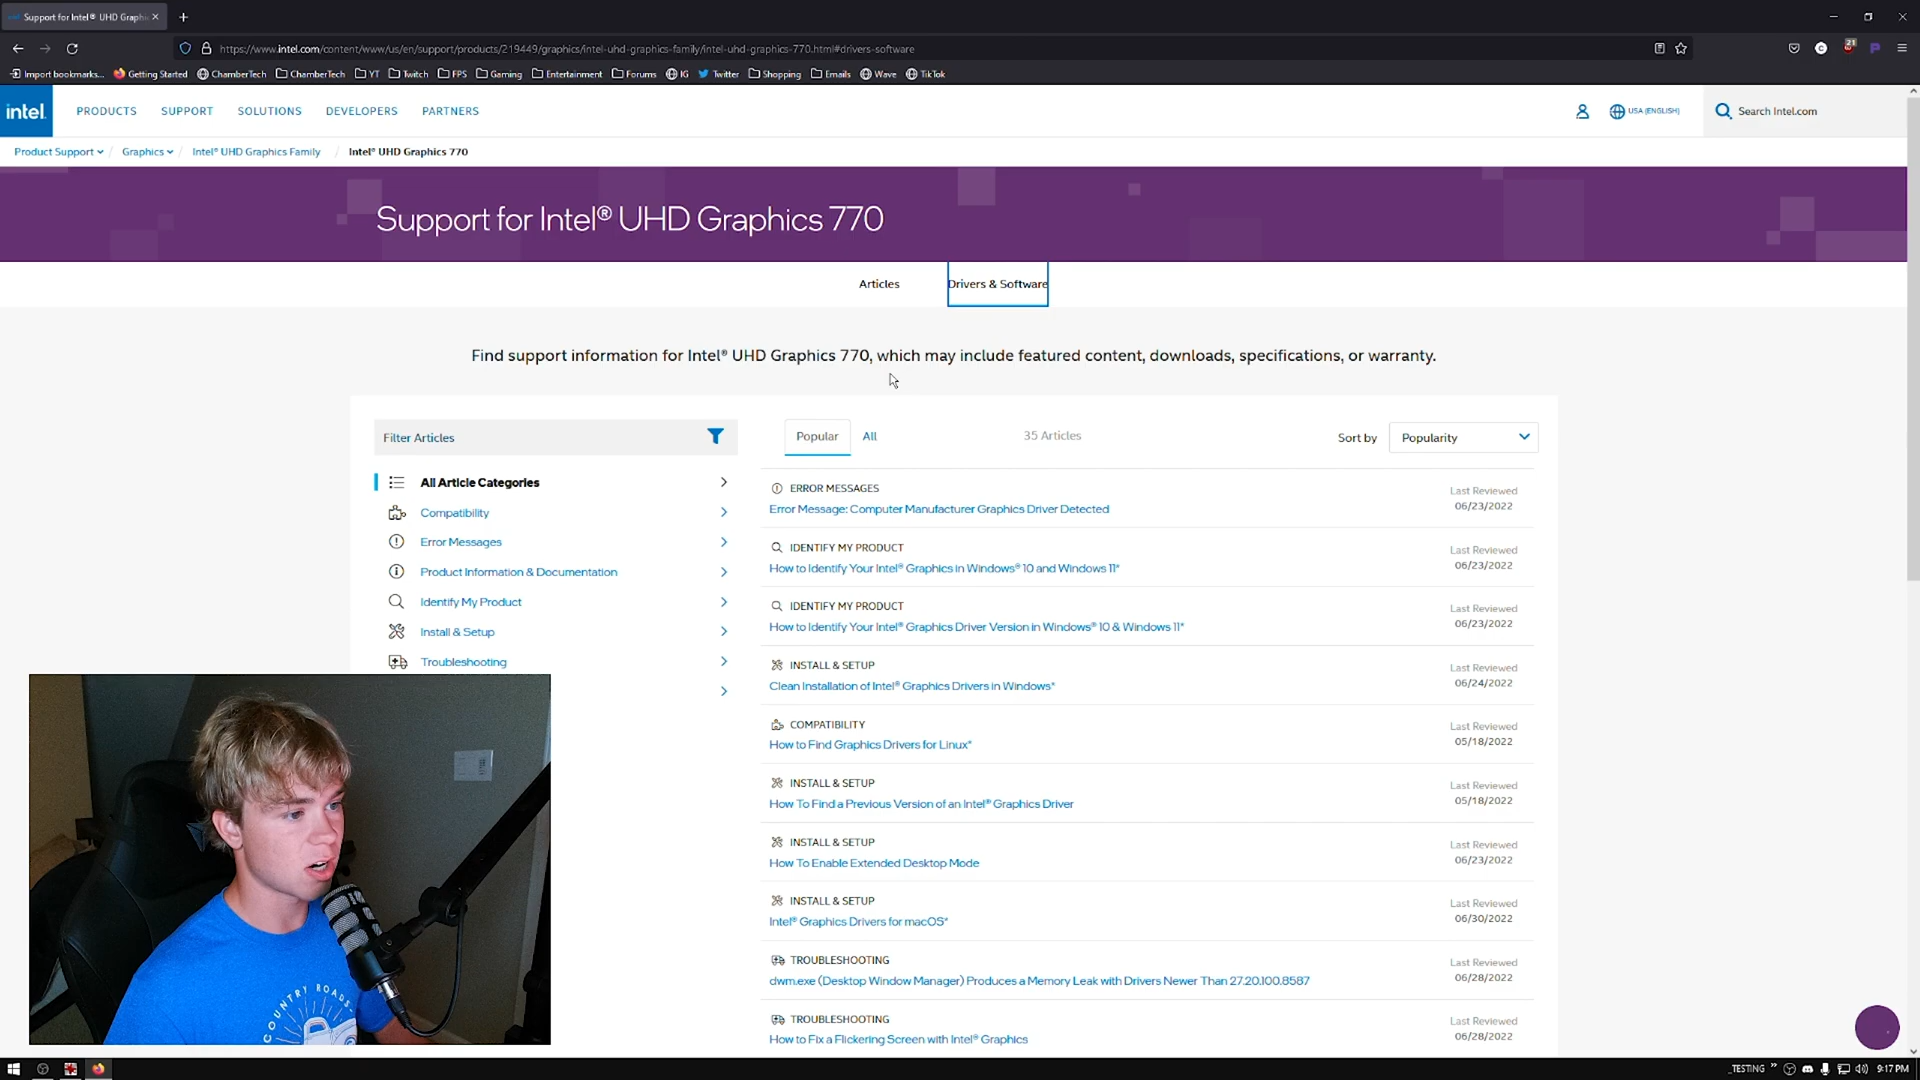 Support for Intel® UHD Graphi
https://www.intel.com/content/www/us/en/support/products/219449/graphics/intel-uhd-graphics-family/intel-uhd-graphics-770.html#drivers-software
21
Import bookmarks... Getting Started ChamberTech ChamberTech YT Twitch FPS Gaming Entertainment Forums IG Twitter Shopping Emails Wave TikTok
intel. PRODUCTS SUPPORT SOLUTIONS DEVELOPERS PARTNERS USA (ENGLISH) Search Intel.com
Product Support / Graphics / Intel® UHD Graphics Family / Intel® UHD Graphics 770
Support for Intel® UHD Graphics 770
Articles Drivers & Software
Find support information for Intel® UHD Graphics 770, which may include featured content, downloads, specifications, or warranty.
Filter Articles
All Article Categories
Compatibility
Error Messages
Product Information & Documentation
Identify My Product
Install & Setup
Troubleshooting
Popular All 35 Articles Sort by Popularity
ERROR MESSAGES
Error Message: Computer Manufacturer Graphics Driver Detected
Last Reviewed
06/23/2022
IDENTIFY MY PRODUCT
How to Identify Your Intel® Graphics in Windows® 10 and Windows 11*
Last Reviewed
06/23/2022
IDENTIFY MY PRODUCT
How to Identify Your Intel® Graphics Driver Version in Windows® 10 & Windows 11*
Last Reviewed
06/23/2022
INSTALL & SETUP
Clean Installation of Intel® Graphics Drivers in Windows*
Last Reviewed
06/24/2022
COMPATIBILITY
How to Find Graphics Drivers for Linux*
Last Reviewed
05/18/2022
INSTALL & SETUP
How To Find a Previous Version of an Intel® Graphics Driver
Last Reviewed
05/18/2022
INSTALL & SETUP
How To Enable Extended Desktop Mode
Last Reviewed
06/23/2022
INSTALL & SETUP
Intel® Graphics Drivers for macOS*
Last Reviewed
06/30/2022
TROUBLESHOOTING
dwm.exe (Desktop Window Manager) Produces a Memory Leak with Drivers Newer Than 27.20.100.8587
Last Reviewed
06/28/2022
TROUBLESHOOTING
How to Fix a Flickering Screen with Intel® Graphics
Last Reviewed
06/28/2022
COUNTRY ROADS
_TESTING » 9:17 PM